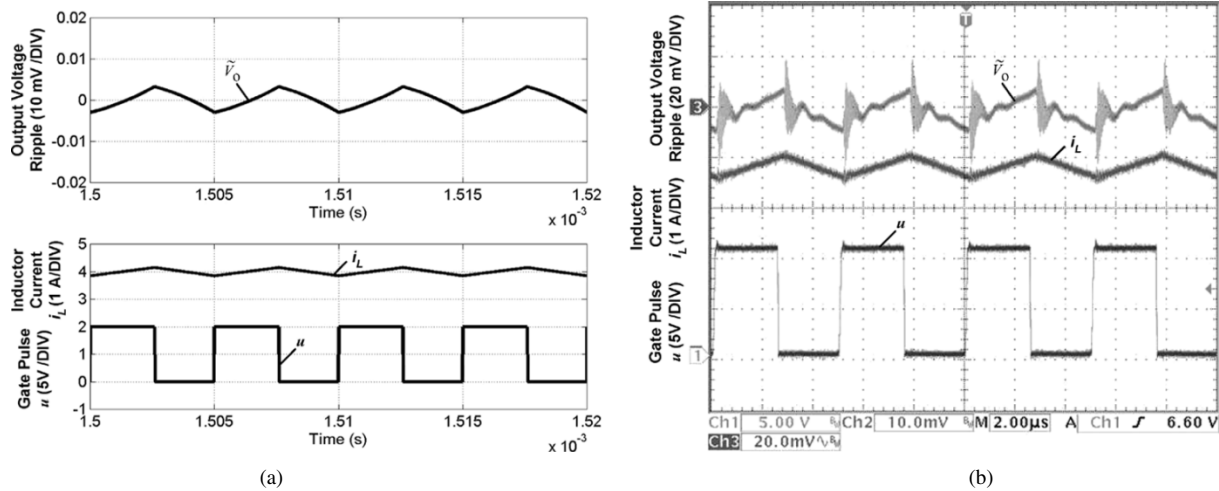 0.02
0.01
0
-0.01
-0.02
Output Voltage
Ripple (10 mV /DIV)
Ṽo
1.5
1.505
1.51
1.515
1.52
Time (s)
x 10⁻³
5
4
3
2
1
0
-1
Inductor
Current
iL (1 A/DIV)
Gate Pulse
u (5V /DIV)
iL
u
1.5
1.505
1.51
1.515
1.52
Time (s)
x 10⁻³
(a)
T
Output Voltage
Ripple (20 mV /DIV)
3
Ṽo
iL
Inductor
Current
iL (1 A/DIV)
u
Gate Pulse
u (5V /DIV)
1
Ch1 5.00 V BW Ch2 10.0mV BW M 2.00µs A Ch1 ƒ 6.60 V
Ch3 20.0mV∿BW
(b)